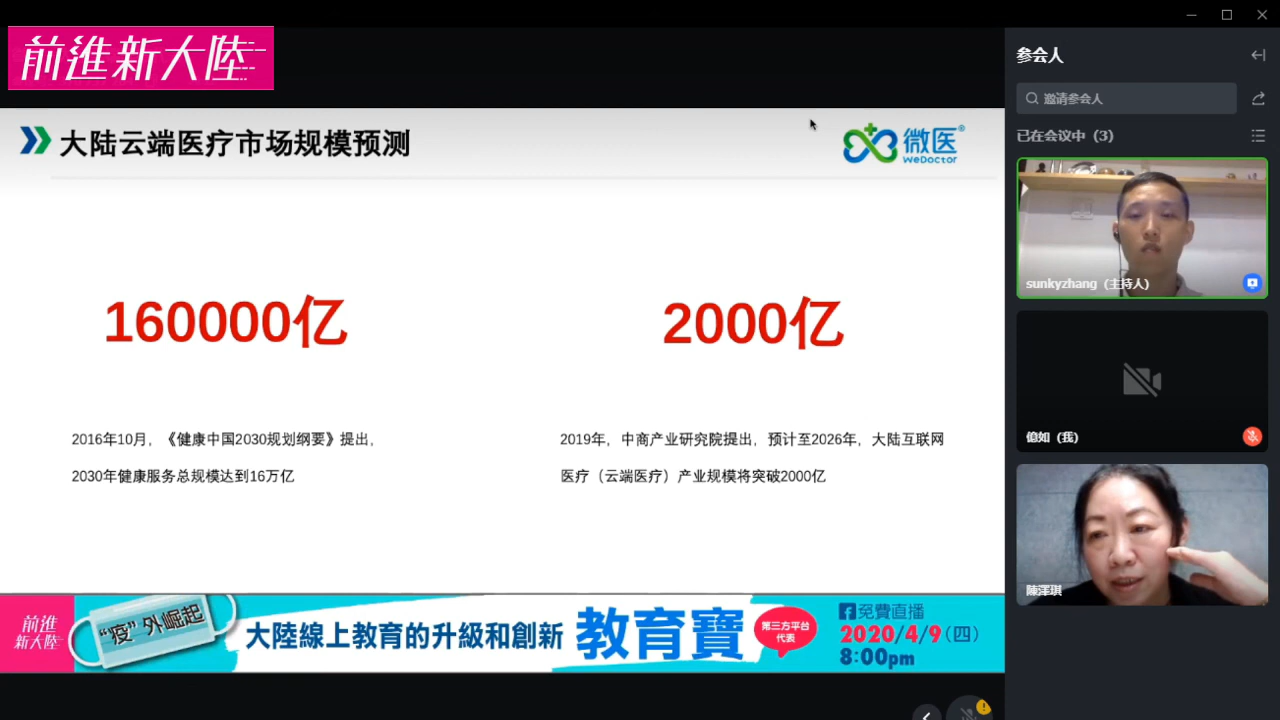 前進新大陸
大陆云端医疗市场规模预测
微医®
WeDoctor
160000亿
2000亿
2016年10月，《健康中国2030规划纲要》提出，
2030年健康服务总规模达到16万亿
2019年，中商产业研究院提出，预计至2026年，大陆互联网
医疗（云端医疗）产业规模将突破2000亿
前進
新大陸
“疫”外崛起
大陸線上教育的升級和創新
教育寶
第三方平台
代表
免費直播
2020/4/9(四)
8:00pm
参会人
邀请参会人
已在会议中（3）
sunkyzhang（主持人）
陳澤琪